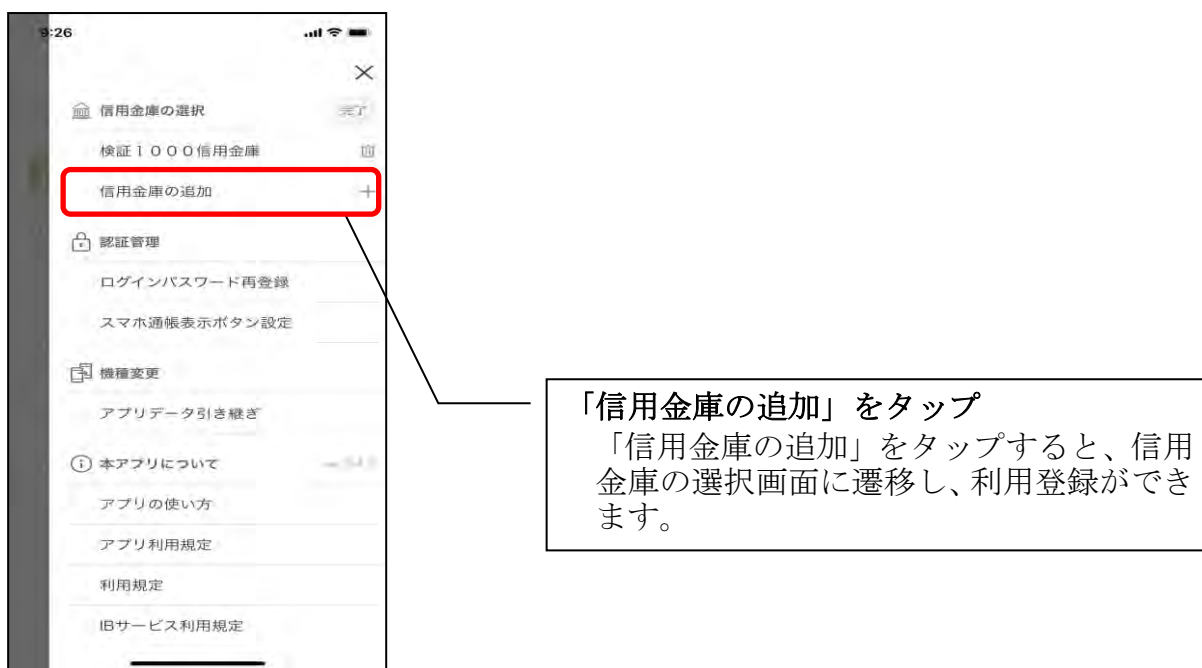 9:26
信用金庫の選択 完了
検証1000信用金庫
信用金庫の追加 +
認証管理
ログインパスワード再登録
スマホ通帳表示ボタン設定
機種変更
アプリデータ引き継ぎ
本アプリについて
アプリの使い方
アプリ利用規定
利用規定
IBサービス利用規定
「信用金庫の追加」をタップ
「信用金庫の追加」をタップすると、信用
金庫の選択画面に遷移し、利用登録ができ
ます。